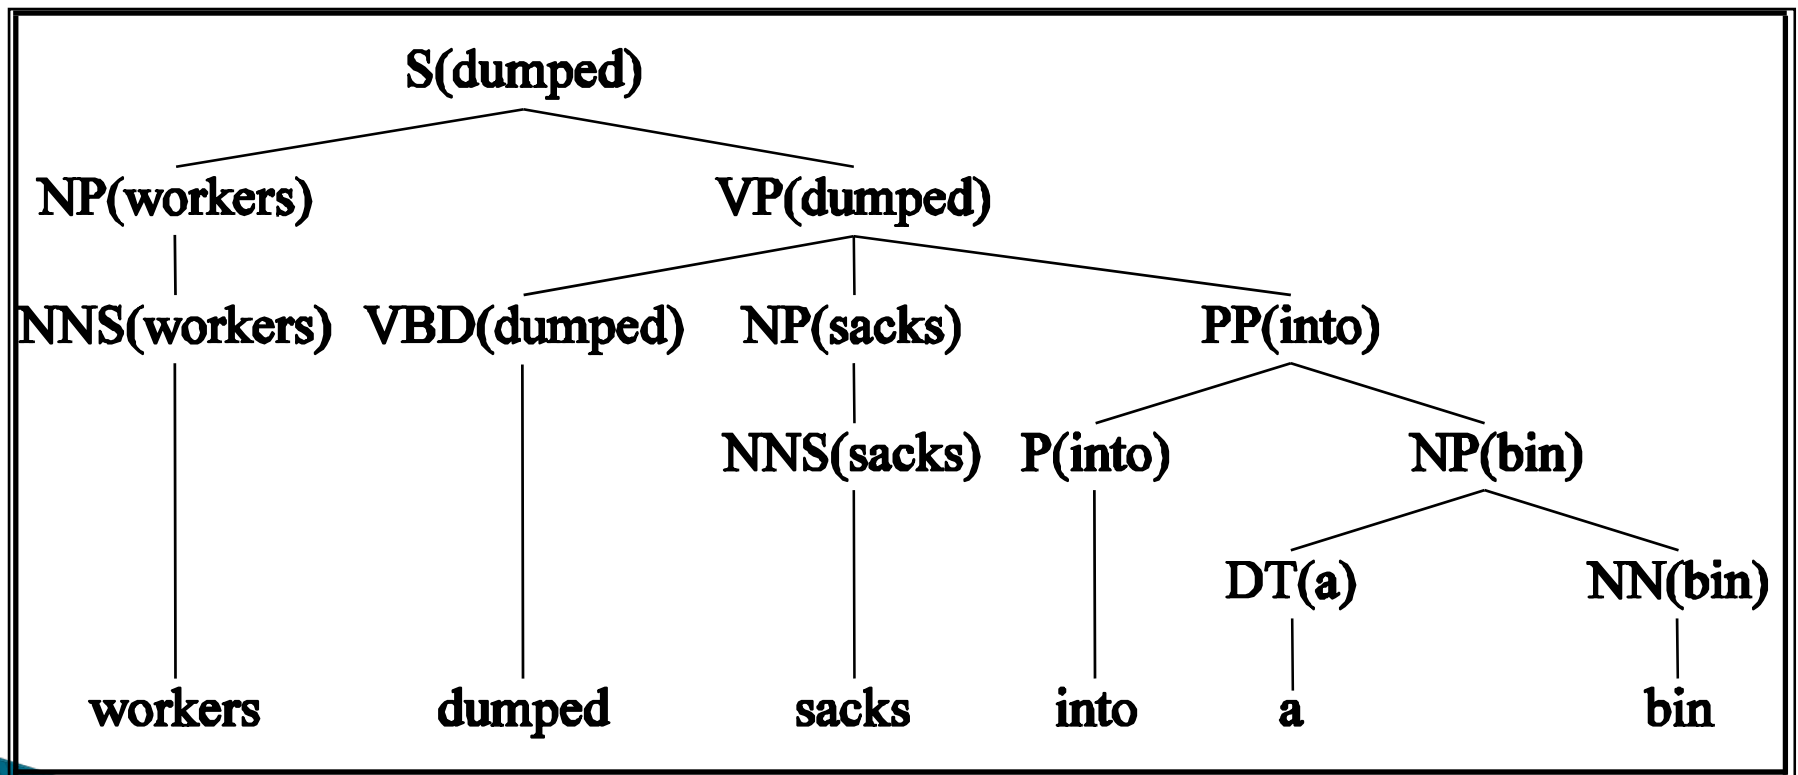 S(dumped)
NP(workers) VP(dumped)
NNS(workers) VBD(dumped) NP(sacks) PP(into)
NNS(sacks) P(into) NP(bin)
DT(a) NN(bin)
workers dumped sacks into a bin